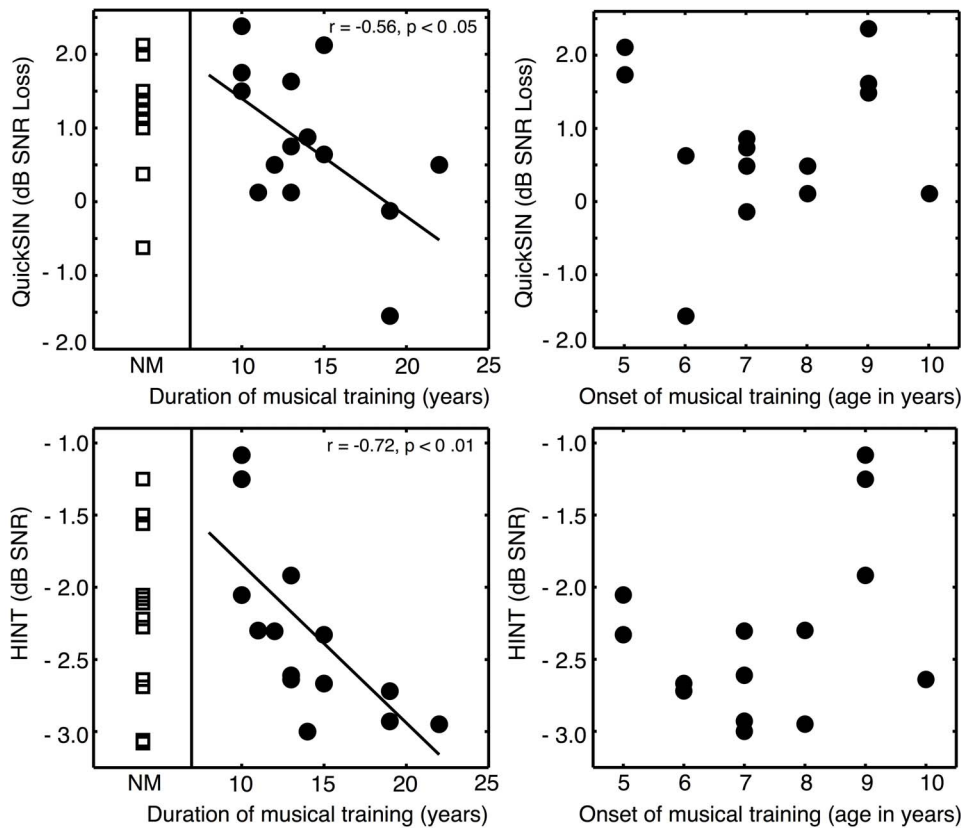 r = -0.56, p < 0 .05
QuickSIN (dB SNR Loss)
2.0
1.0
0
- 1.0
- 2.0
NM 10 15 20 25
Duration of musical training (years)
QuickSIN (dB SNR Loss)
2.0
1.0
0
- 1.0
- 2.0
5 6 7 8 9 10
Onset of musical training (age in years)
r = -0.72, p < 0 .01
HINT (dB SNR)
- 1.0
- 1.5
- 2.0
- 2.5
- 3.0
NM 10 15 20 25
Duration of musical training (years)
HINT (dB SNR)
- 1.0
- 1.5
- 2.0
- 2.5
- 3.0
5 6 7 8 9 10
Onset of musical training (age in years)